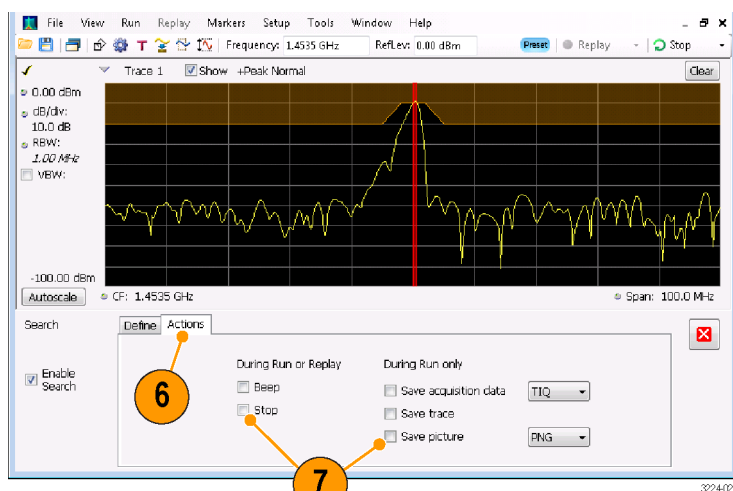 File View Run Replay Markers Setup Tools Window Help
T Frequency: 1.4535 GHz RefLev: 0.00 dBm Preset Replay Stop
Trace 1 Show +Peak Normal Clear
0.00 dBm
dB/div:
10.0 dB
RBW:
1.00 MHz
VBW:
-100.00 dBm
Autoscale CF: 1.4535 GHz Span: 100.0 MHz
Search Define Actions
During Run or Replay During Run only
Enable Search
Beep Save acquisition data TIQ
Stop Save trace
Save picture PNG
6
7
3224-02